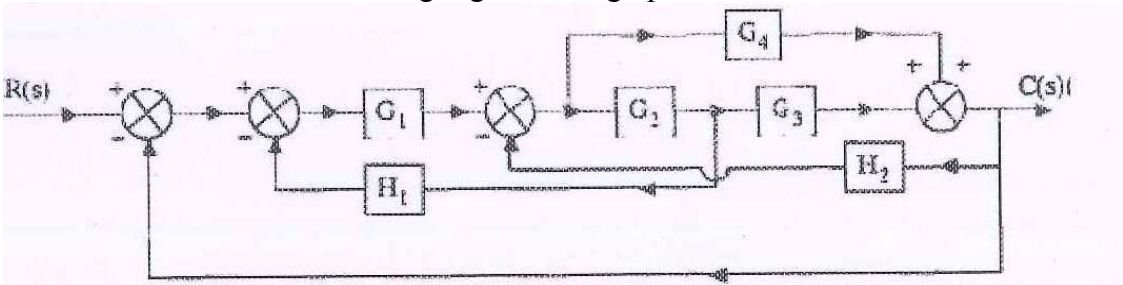 G₄
+ +
R(s) + + G₁ + G₂ G₃ C(s)
− − −
H₂
H₁